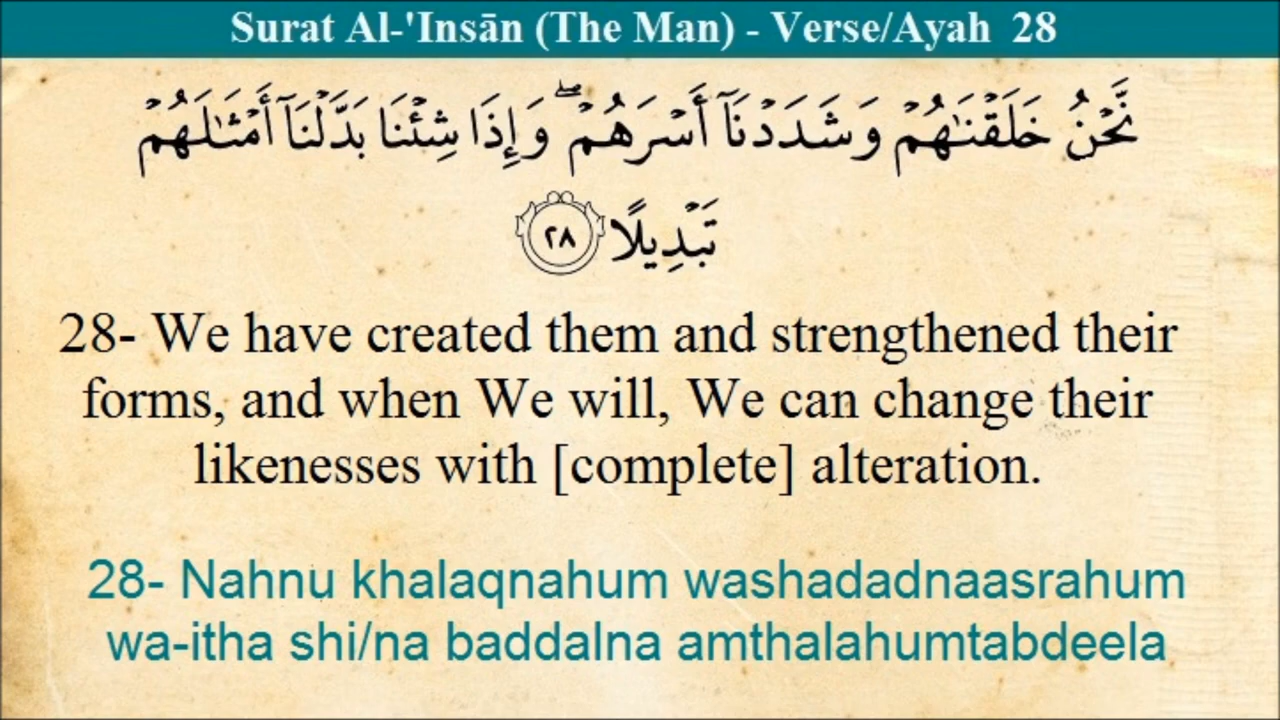 Surat Al-'Insān (The Man) - Verse/Ayah 28
نَّحْنُ خَلَقْنَٰهُمْ وَشَدَدْنَآ أَسْرَهُمْ ۖ وَإِذَا شِئْنَا بَدَّلْنَآ أَمْثَٰلَهُمْ
تَبْدِيلًا ٢٨
28- We have created them and strengthened their
forms, and when We will, We can change their
likenesses with [complete] alteration.
28- Nahnu khalaqnahum washadadnaasrahum
wa-itha shi/na baddalna amthalahumtabdeela